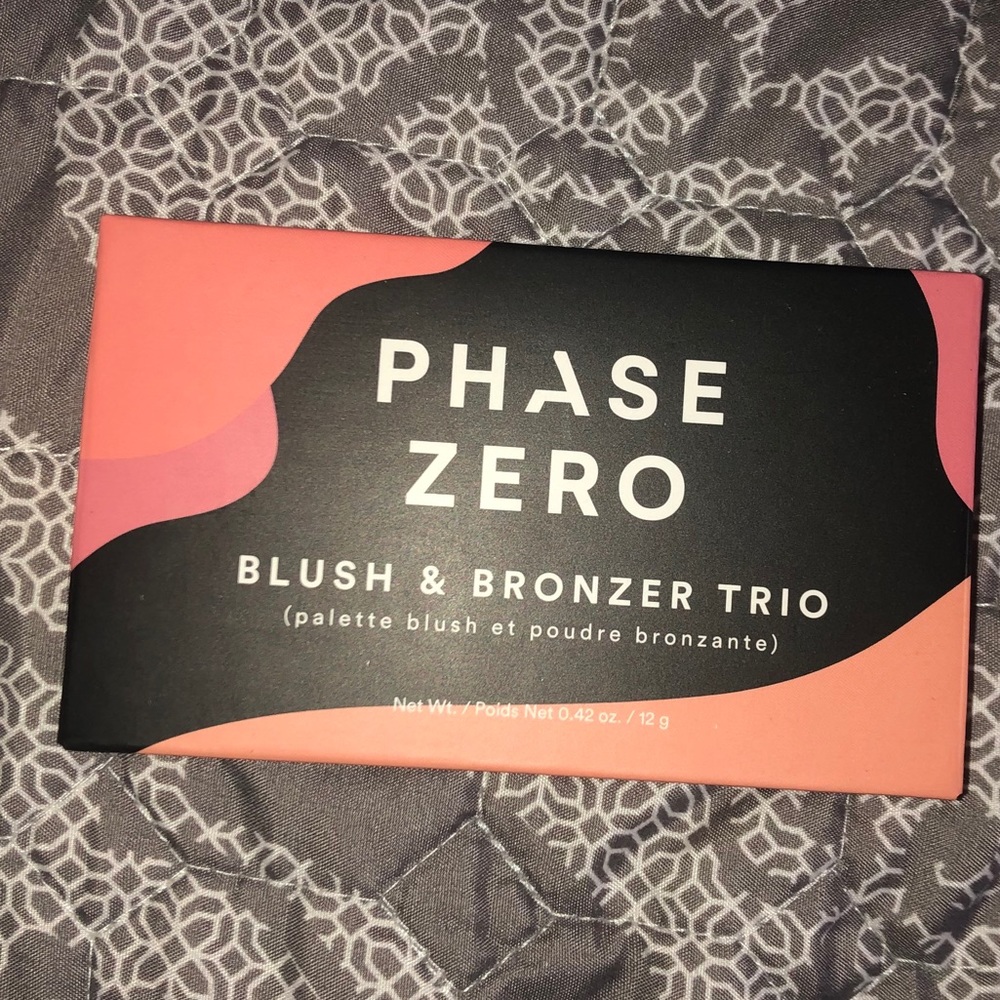 PHASE
ZERO
BLUSH & BRONZER TRIO
(palette blush et poudre bronzante)
Net Wt. / Poids Net 0.42 oz. / 12 g